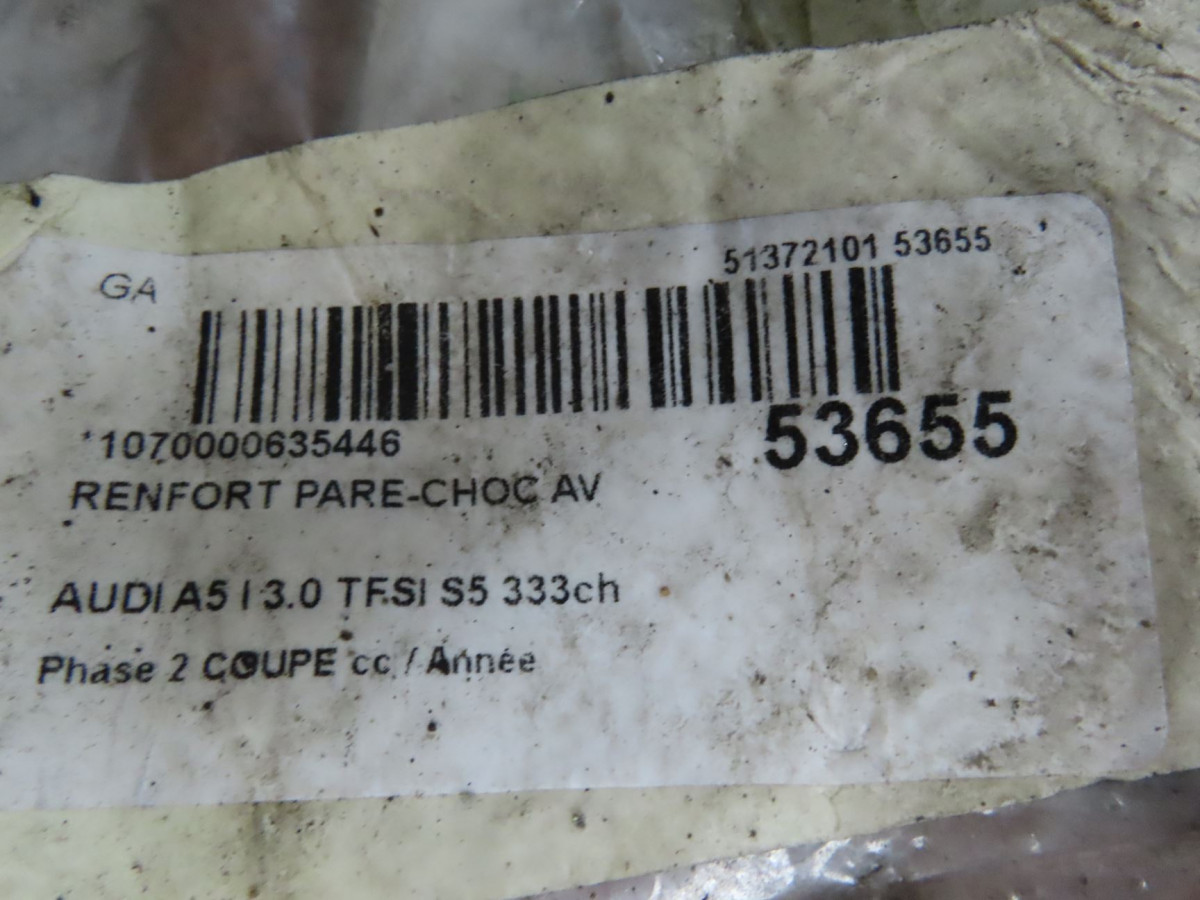 51372101 53655
GA
*1070000635446
53655
RENFORT PARE-CHOC AV
AUDI A5 I 3.0 TFSI S5 333ch
Phase 2 COUPE cc / Année